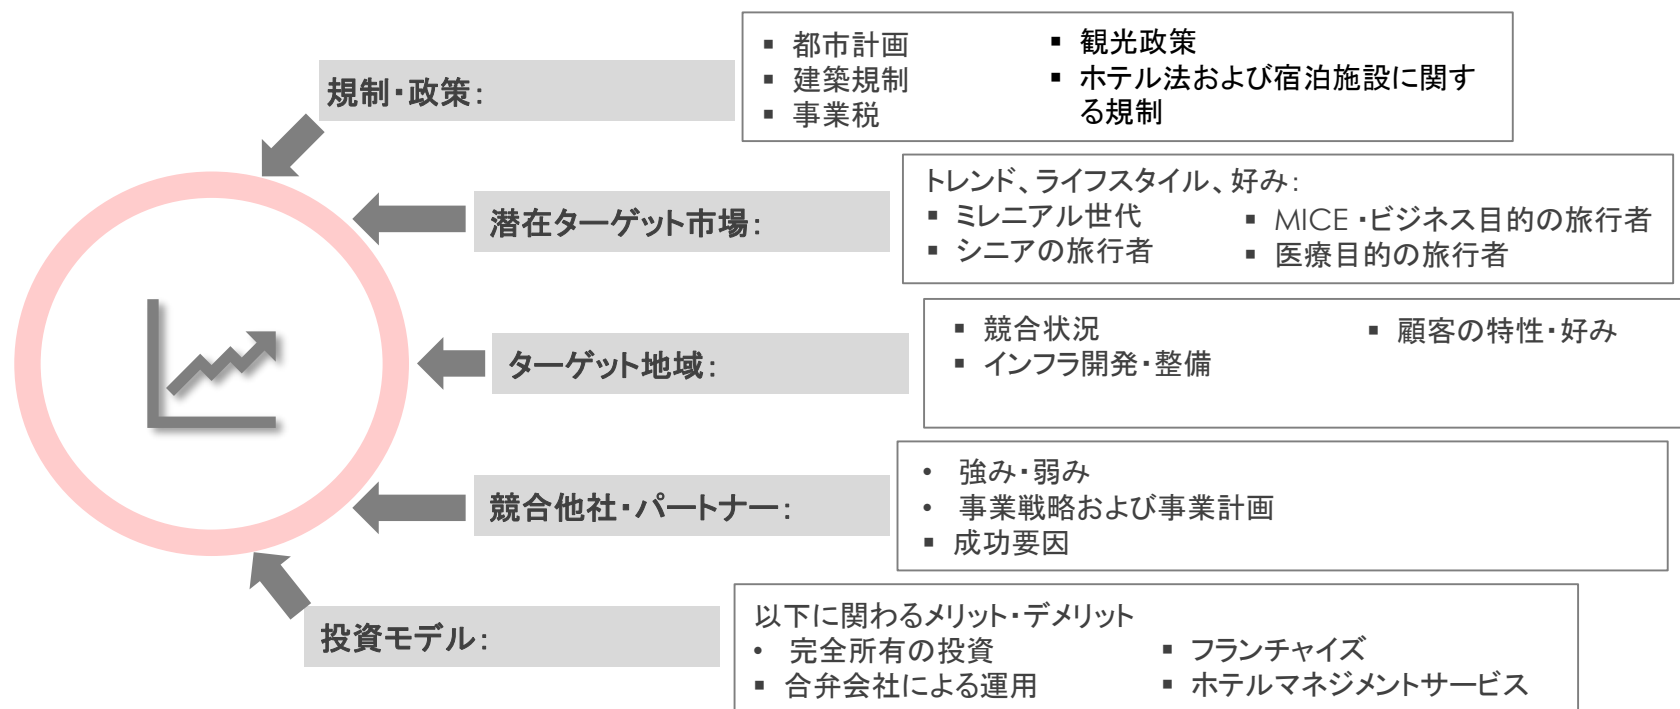 規制・政策：
▪ 都市計画
▪ 建築規制
▪ 事業税
▪ 観光政策
▪ ホテル法および宿泊施設に関す
る規制
潜在ターゲット市場：
トレンド、ライフスタイル、好み：
▪ ミレニアル世代
▪ シニアの旅行者
▪ MICE ・ビジネス目的の旅行者
▪ 医療目的の旅行者
ターゲット地域：
▪ 競合状況
▪ インフラ開発・整備
▪ 顧客の特性・好み
競合他社・パートナー：
• 強み・弱み
• 事業戦略および事業計画
▪ 成功要因
投資モデル：
以下に関わるメリット・デメリット
• 完全所有の投資
▪ 合弁会社による運用
▪ フランチャイズ
▪ ホテルマネジメントサービス